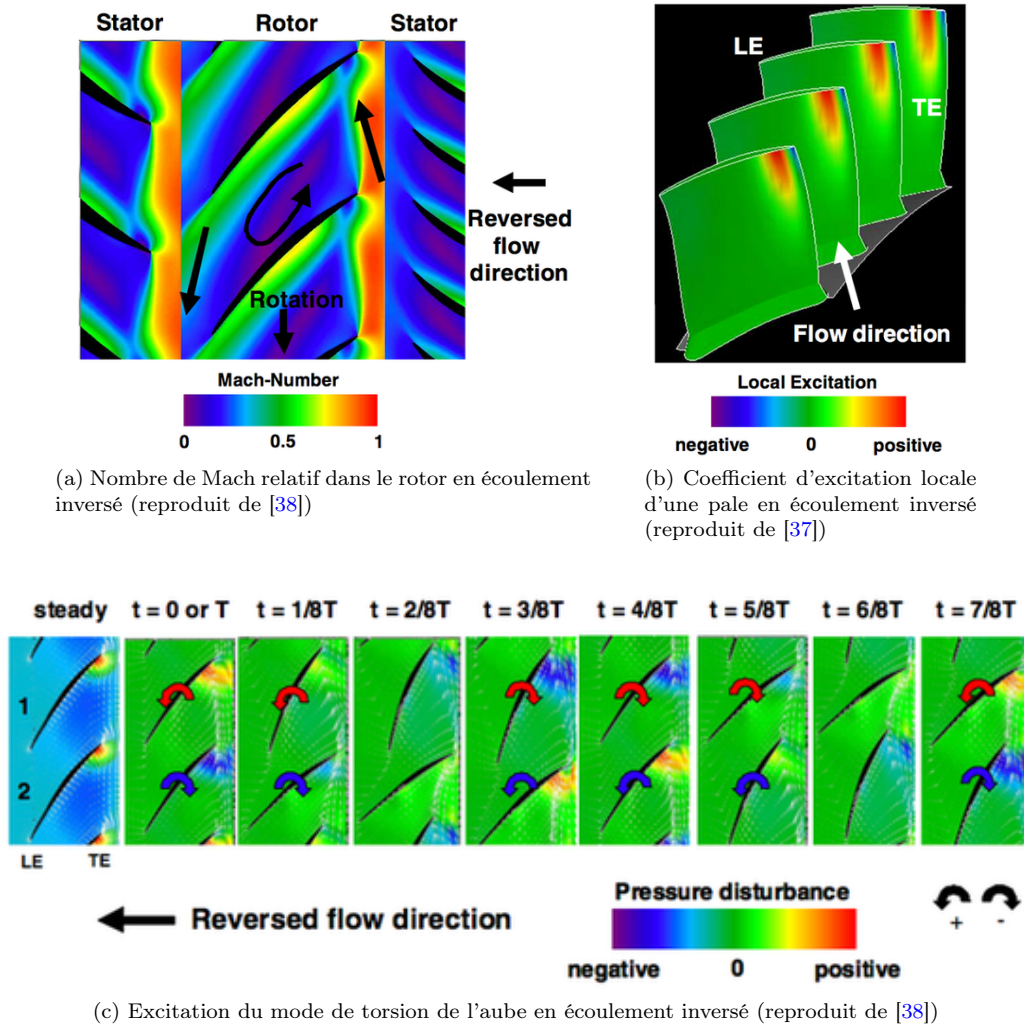 Stator Rotor Stator
Reversed
flow
direction
Rotation
Mach-Number
0 0.5 1
(a) Nombre de Mach relatif dans le rotor en écoulement
inversé (reproduit de [38])
LE
TE
Flow direction
Local Excitation
negative 0 positive
(b) Coefficient d'excitation locale
d'une pale en écoulement inversé
(reproduit de [37])
steady t = 0 or T t = 1/8T t = 2/8T t = 3/8T t = 4/8T t = 5/8T t = 6/8T t = 7/8T
1
2
LE TE
Reversed flow direction
Pressure disturbance
negative 0 positive
+ -
(c) Excitation du mode de torsion de l'aube en écoulement inversé (reproduit de [38])